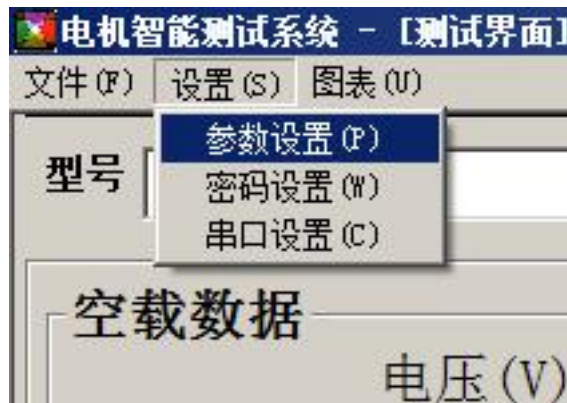 电机智能测试系统 - [测试界面]
文件(F) 设置(S) 图表(U)
参数设置(P)
型号
密码设置(W)
串口设置(C)
空载数据
电压(V)